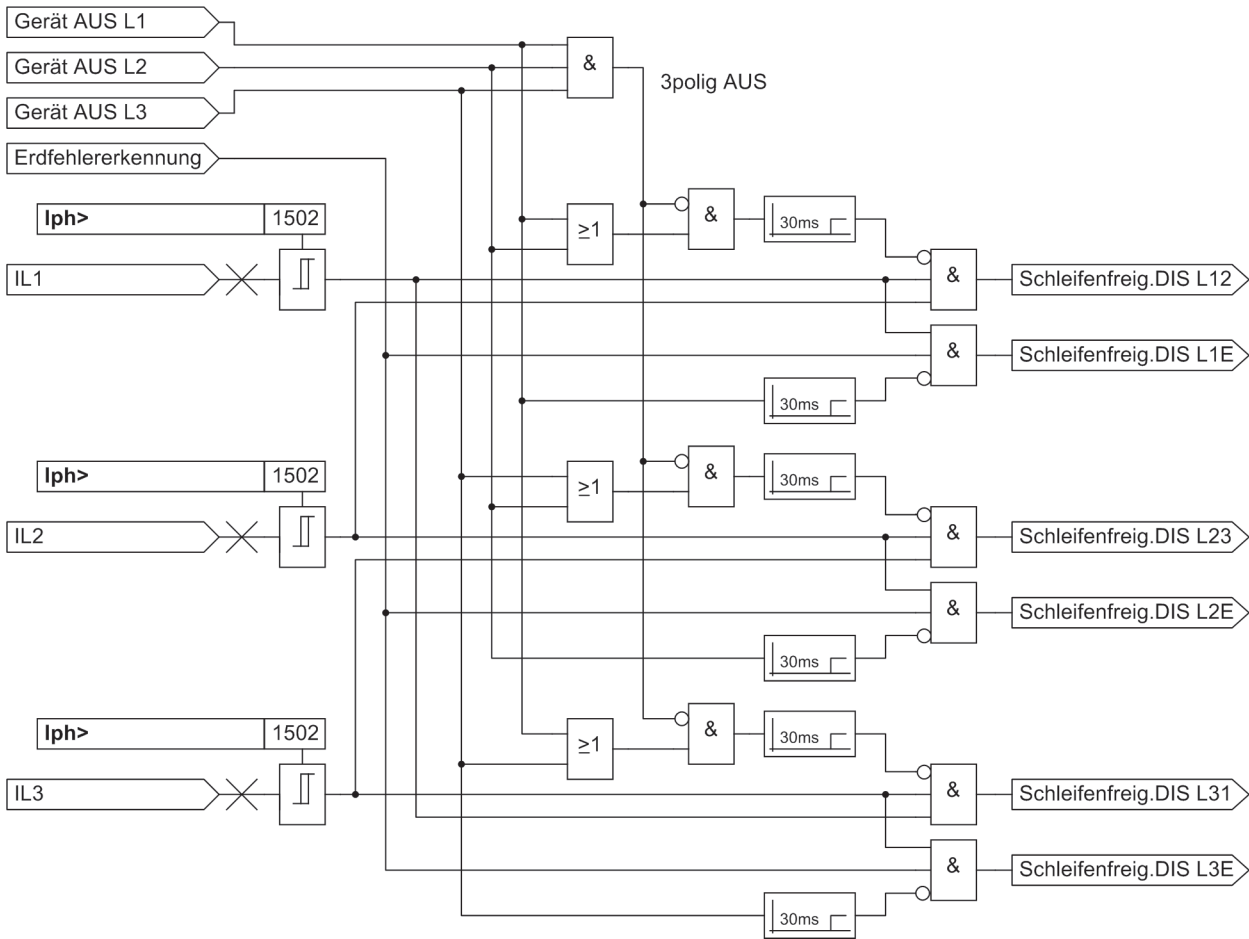 Gerät AUS L1
Gerät AUS L2
&
3polig AUS
Gerät AUS L3
Erdfehlererkennung
Iph> 1502
≥1
&
30ms
IL1
&
Schleifenfreig.DIS L12
&
Schleifenfreig.DIS L1E
30ms
Iph> 1502
≥1
&
30ms
IL2
&
Schleifenfreig.DIS L23
&
Schleifenfreig.DIS L2E
30ms
Iph> 1502
≥1
&
30ms
IL3
&
Schleifenfreig.DIS L31
&
Schleifenfreig.DIS L3E
30ms